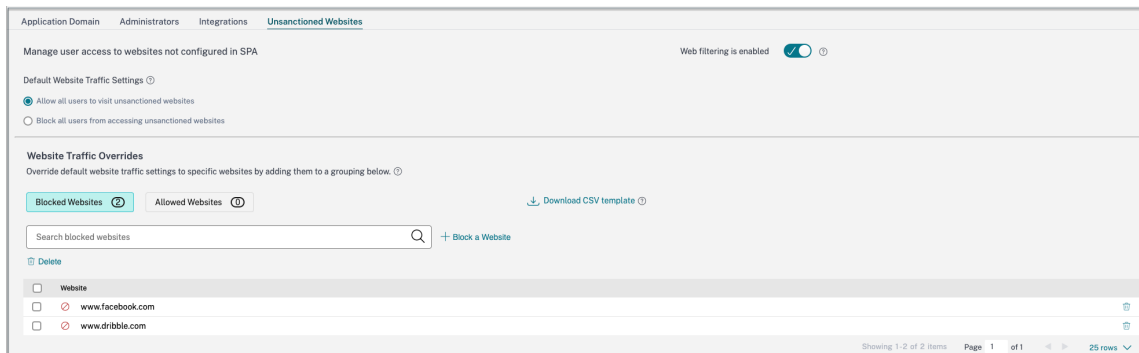 Application Domain Administrators Integrations Unsanctioned Websites
Manage user access to websites not configured in SPA Web filtering is enabled
Default Website Traffic Settings
Allow all users to visit unsanctioned websites
Block all users from accessing unsanctioned websites
Website Traffic Overrides
Override default website traffic settings to specific websites by adding them to a grouping below.
Blocked Websites 2 Allowed Websites 0 Download CSV template
Search blocked websites Block a Website
Delete
Website
www.facebook.com
www.dribble.com
Showing 1-2 of 2 items Page 1 of 1 25 rows